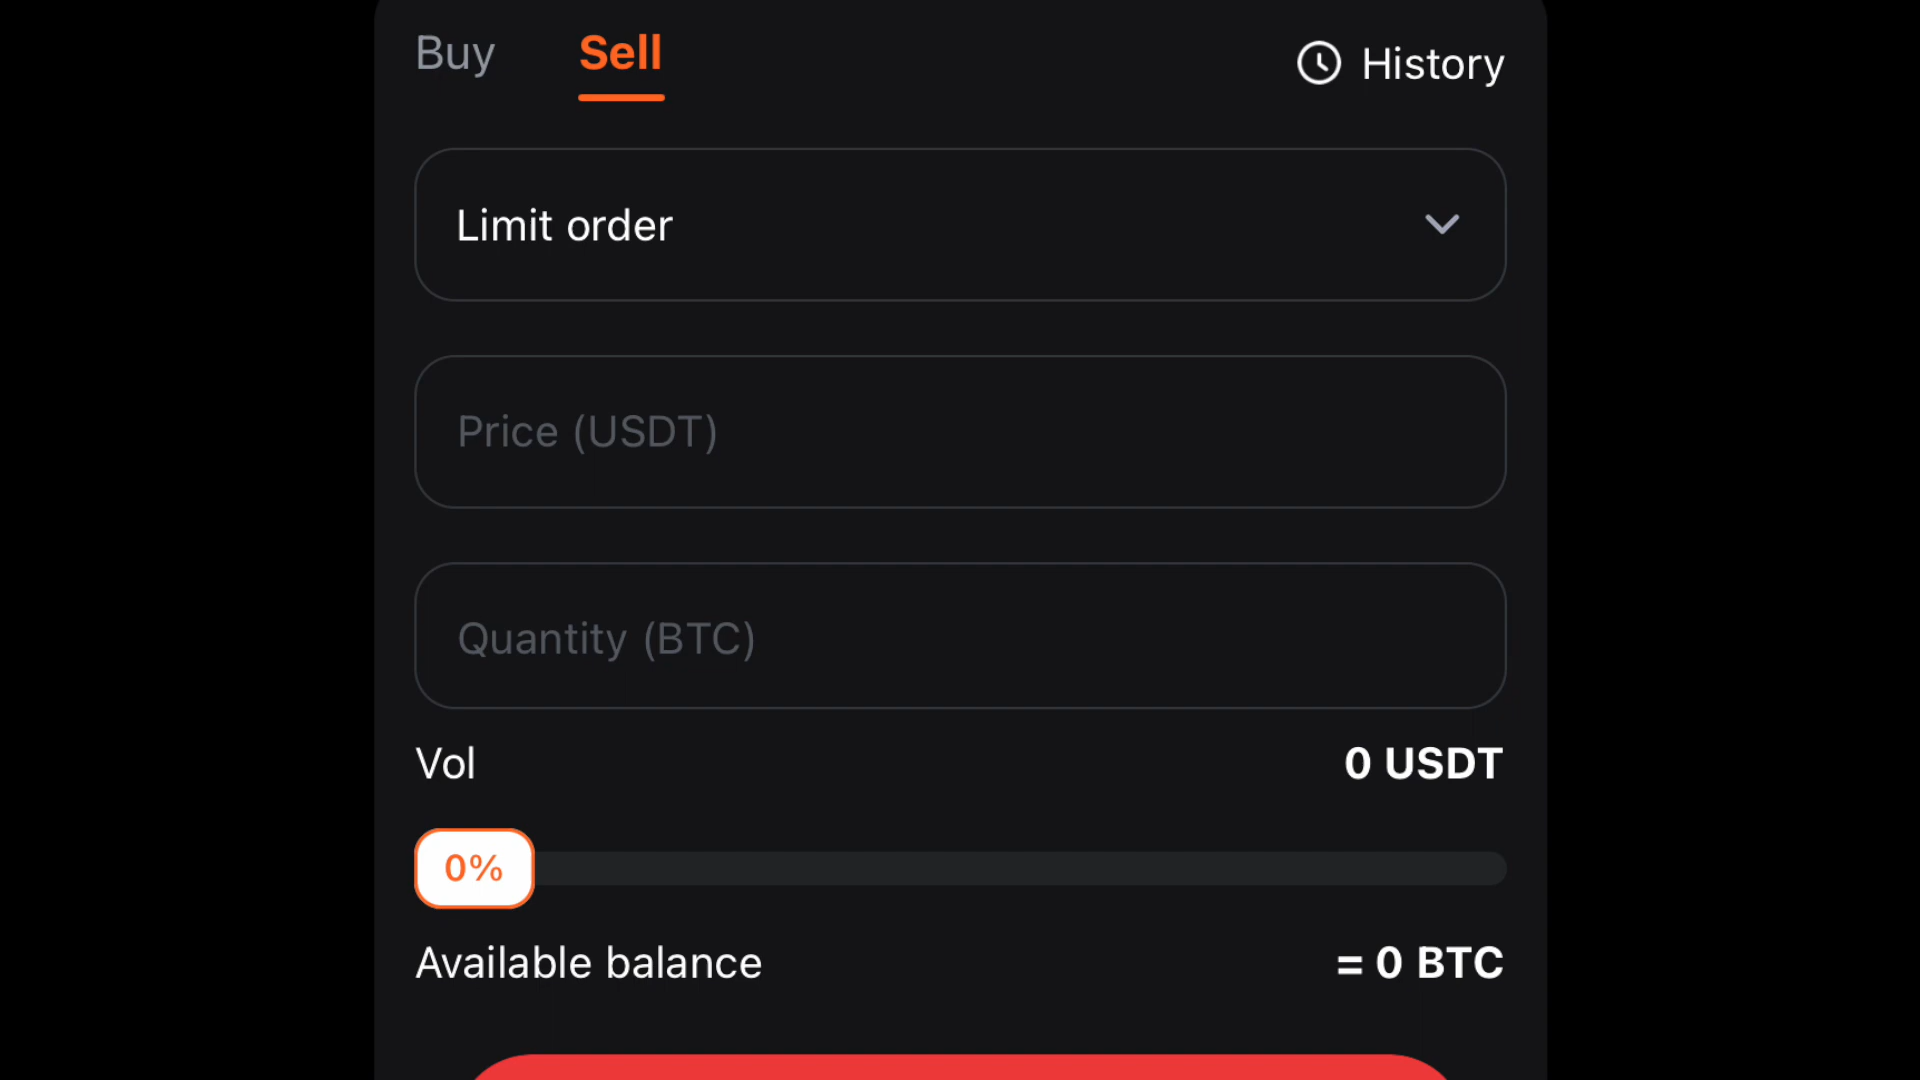 Buy Sell History
Limit order
Price (USDT)
Quantity (BTC)
Vol 0 USDT
0%
Available balance = 0 BTC